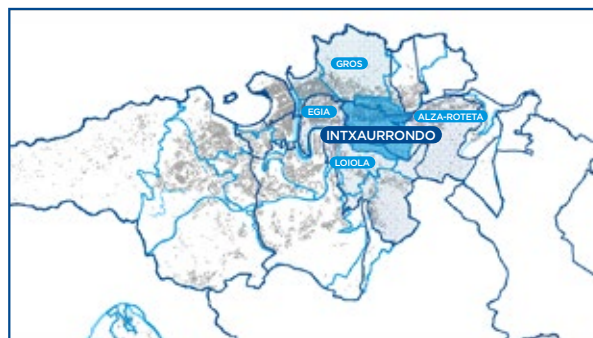 GROS
EGIA
ALZA-ROTETA
INTXAURRONDO
LOIOLA